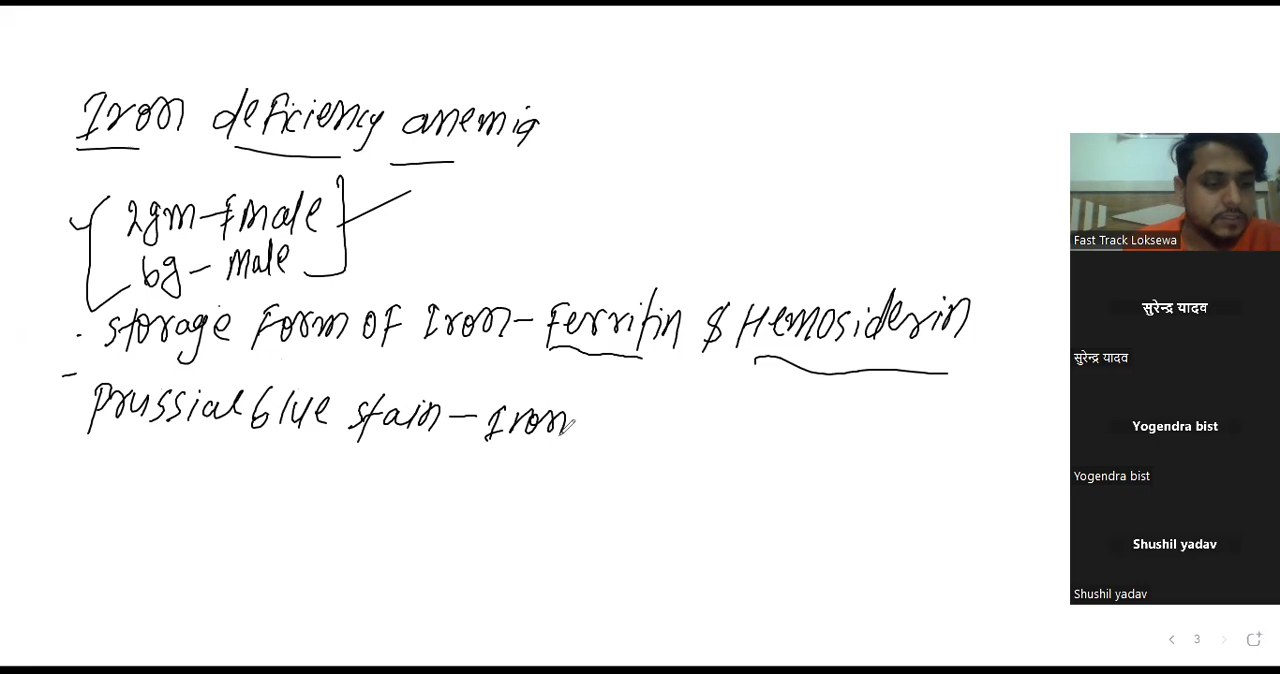 Iron deficiency anemia
2gm - female
6g - male
. storage form of Iron - Ferritin & Hemosiderin
- Prussial blue stain - Iron
Fast Track Loksewa
सुरेन्द्र यादव
सुरेन्द्र यादव
Yogendra bist
Yogendra bist
Shushil yadav
Shushil yadav
3